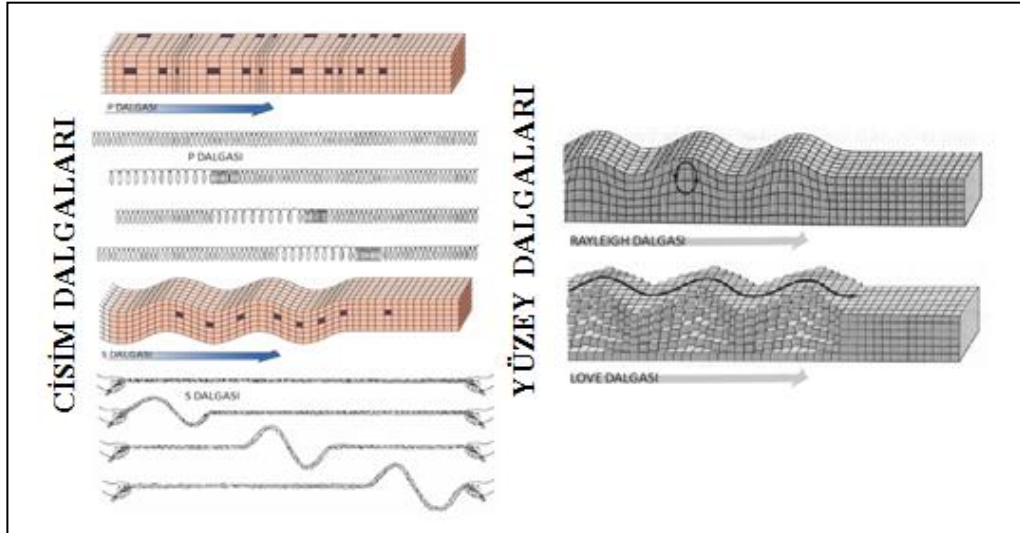 CİSİM DALGALARI
P DALGASI
P DALGASI
S DALGASI
S DALGASI
YÜZEY DALGALARI
RAYLEIGH DALGASI
LOVE DALGASI